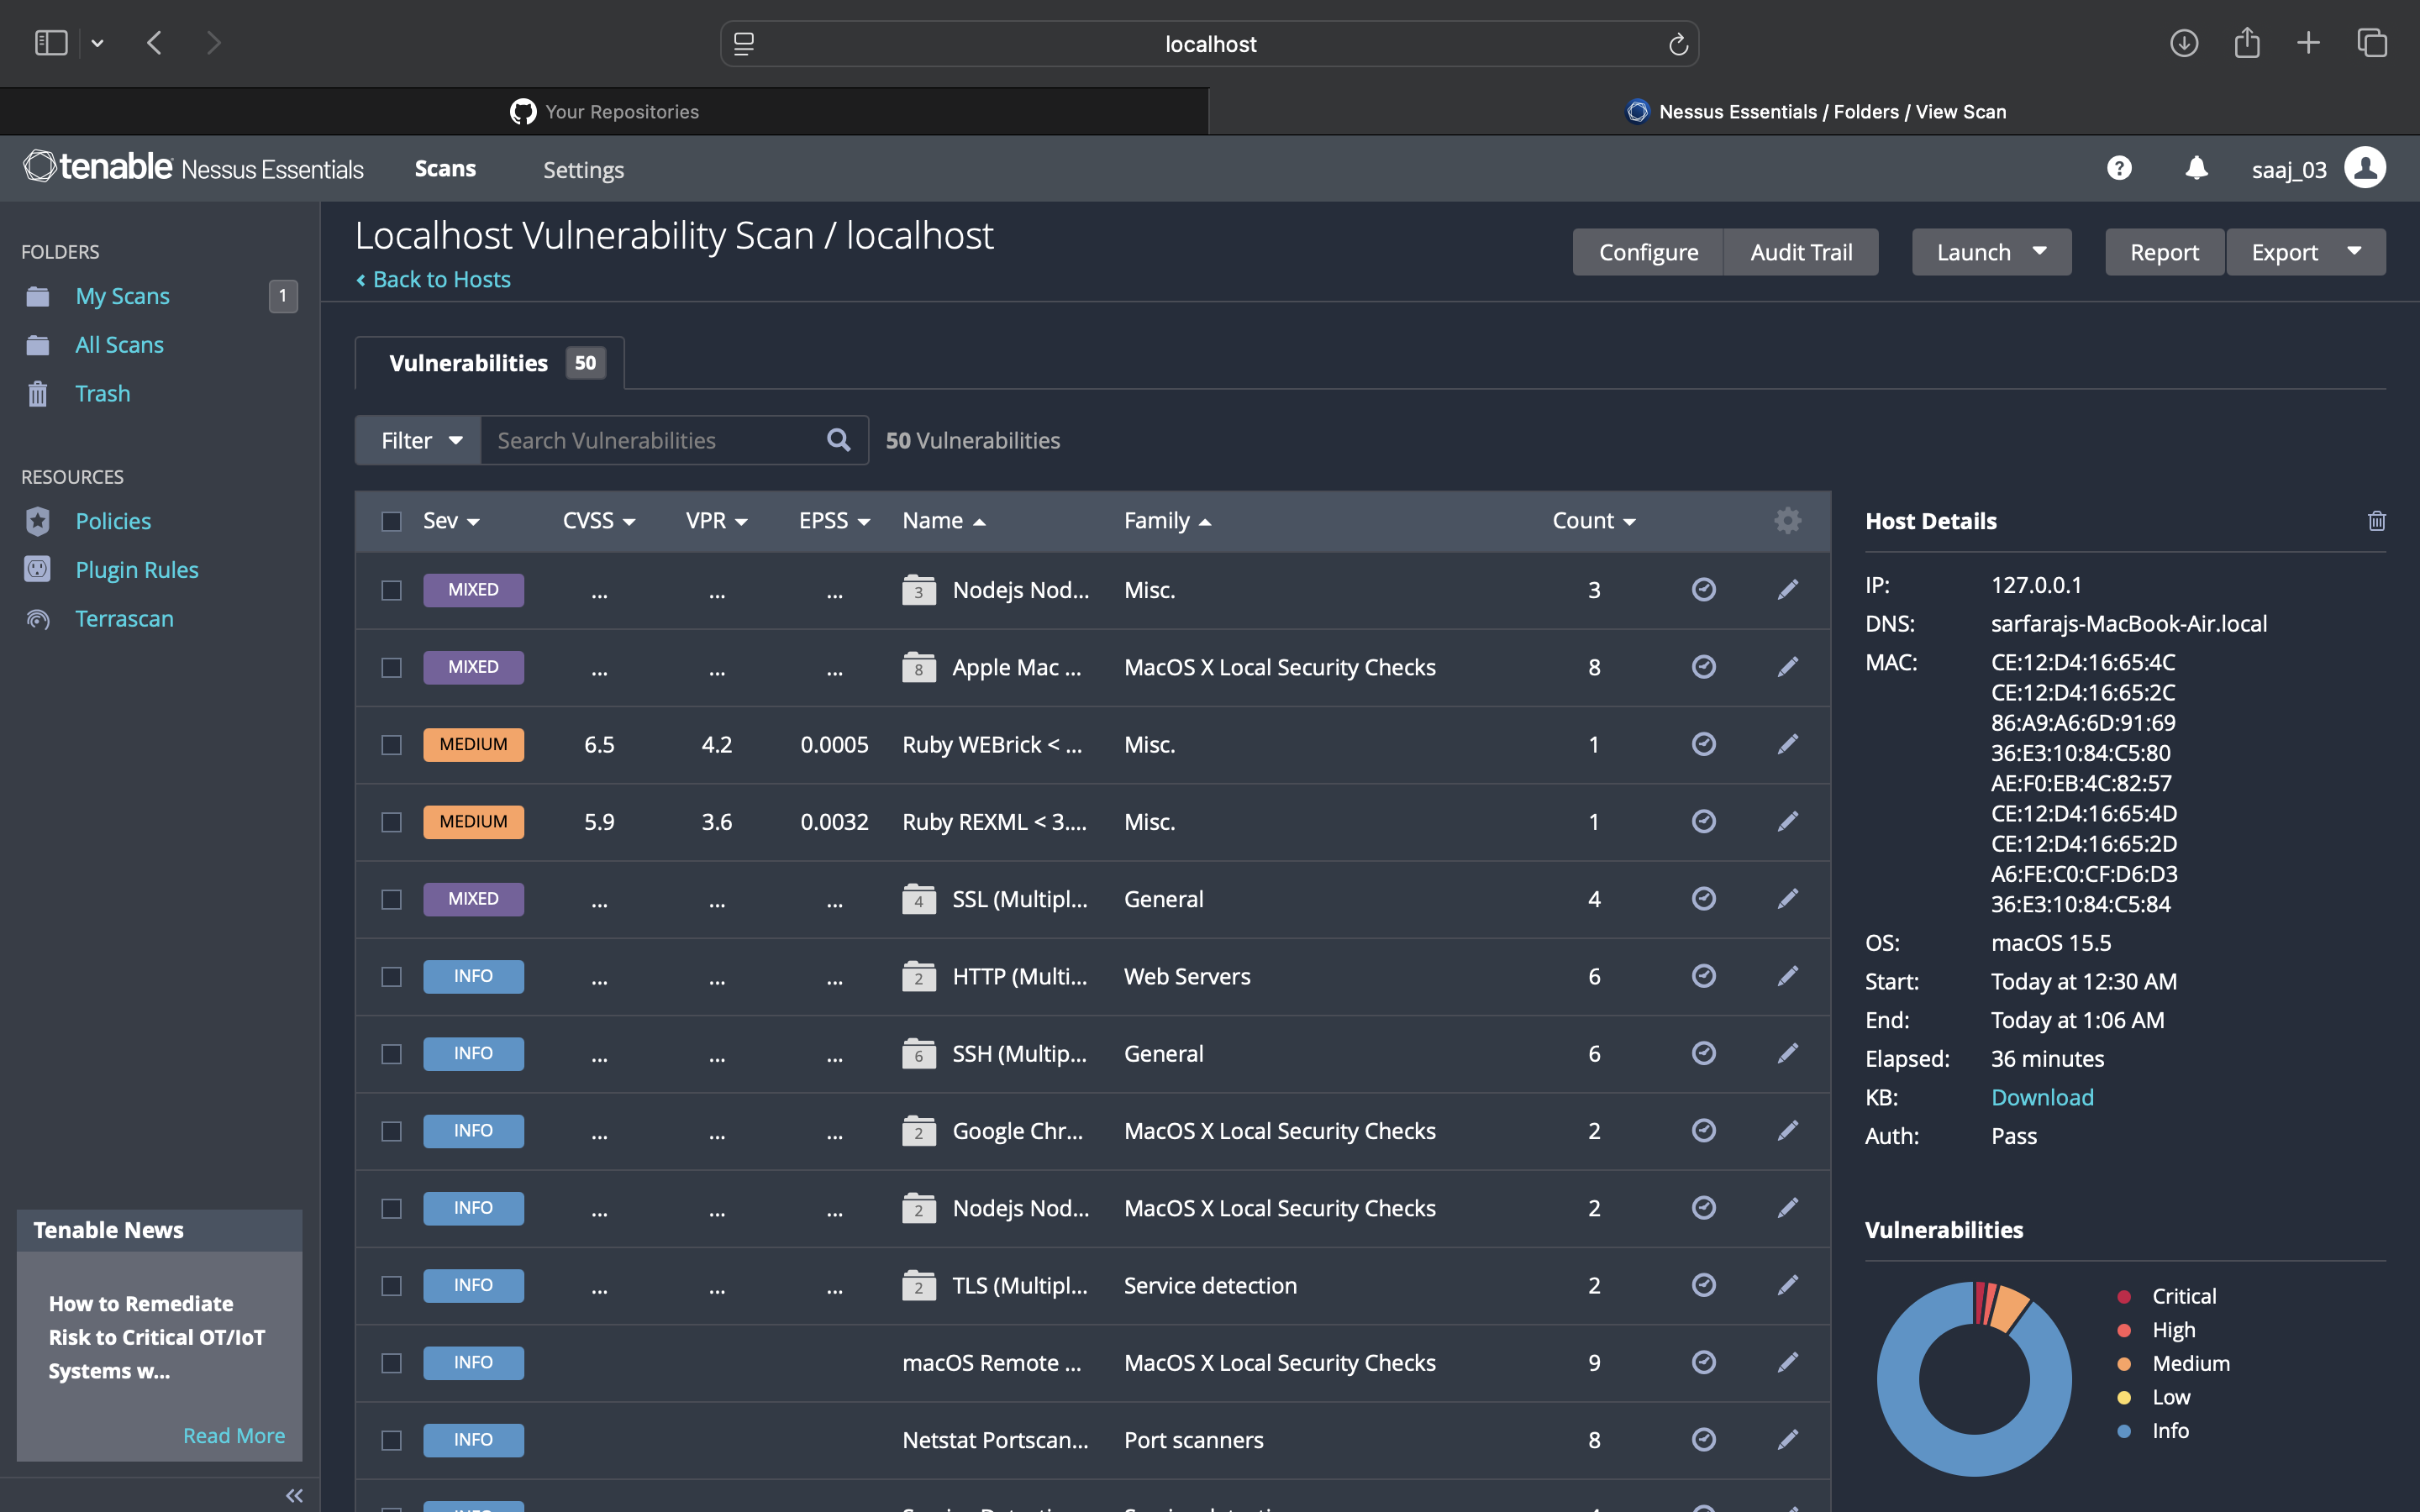 localhost
Your Repositories
Nessus Essentials / Folders / View Scan
tenable Nessus Essentials
Scans
Settings
saaj_03
FOLDERS
My Scans
1
All Scans
Trash
RESOURCES
Policies
Plugin Rules
Terrascan
Tenable News
How to Remediate
Risk to Critical OT/IoT
Systems w...
Read More
Localhost Vulnerability Scan / localhost
Back to Hosts
Configure
Audit Trail
Launch
Report
Export
Vulnerabilities 50
Filter
Search Vulnerabilities
50 Vulnerabilities
Sev CVSS VPR EPSS Name Family Count
MIXED ... ... ... 3 Nodejs Nod... Misc. 3
MIXED ... ... ... 8 Apple Mac ... MacOS X Local Security Checks 8
MEDIUM 6.5 4.2 0.0005 Ruby WEBrick < ... Misc. 1
MEDIUM 5.9 3.6 0.0032 Ruby REXML < 3.... Misc. 1
MIXED ... ... ... 4 SSL (Multipl... General 4
INFO ... ... ... 2 HTTP (Multi... Web Servers 6
INFO ... ... ... 6 SSH (Multip... General 6
INFO ... ... ... 2 Google Chr... MacOS X Local Security Checks 2
INFO ... ... ... 2 Nodejs Nod... MacOS X Local Security Checks 2
INFO ... ... ... 2 TLS (Multipl... Service detection 2
INFO macOS Remote ... MacOS X Local Security Checks 9
INFO Netstat Portscan... Port scanners 8
Host Details
IP: 127.0.0.1
DNS: sarfarajs-MacBook-Air.local
MAC: CE:12:D4:16:65:4C
CE:12:D4:16:65:2C
86:A9:A6:6D:91:69
36:E3:10:84:C5:80
AE:F0:EB:4C:82:57
CE:12:D4:16:65:4D
CE:12:D4:16:65:2D
A6:FE:C0:CF:D6:D3
36:E3:10:84:C5:84
OS: macOS 15.5
Start: Today at 12:30 AM
End: Today at 1:06 AM
Elapsed: 36 minutes
KB: Download
Auth: Pass
Vulnerabilities
Critical
High
Medium
Low
Info